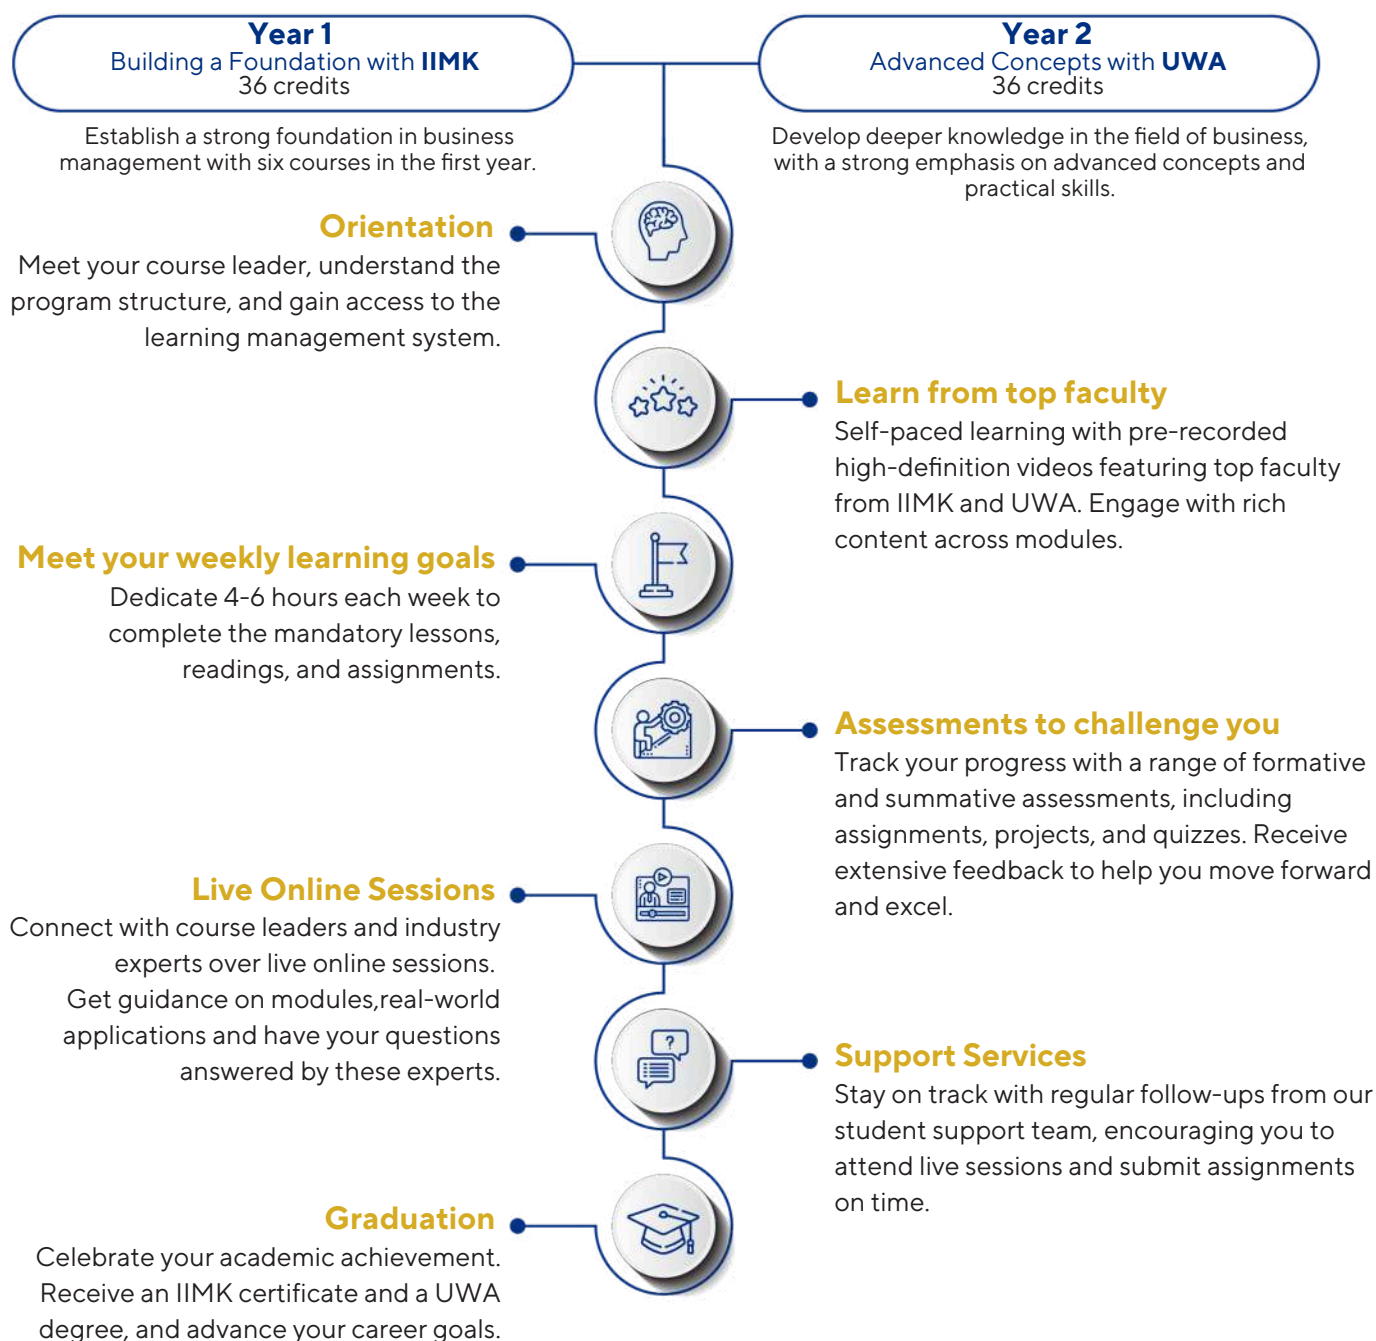 Year 1
Building a Foundation with IIMK
36 credits
Establish a strong foundation in business
management with six courses in the first year.
Year 2
Advanced Concepts with UWA
36 credits
Develop deeper knowledge in the field of business,
with a strong emphasis on advanced concepts and
practical skills.
Orientation
Meet your course leader, understand the
program structure, and gain access to the
learning management system.
Learn from top faculty
Self-paced learning with pre-recorded
high-definition videos featuring top faculty
from IIMK and UWA. Engage with rich
content across modules.
Meet your weekly learning goals
Dedicate 4-6 hours each week to
complete the mandatory lessons,
readings, and assignments.
Assessments to challenge you
Track your progress with a range of formative
and summative assessments, including
assignments, projects, and quizzes. Receive
extensive feedback to help you move forward
and excel.
Live Online Sessions
Connect with course leaders and industry
experts over live online sessions.
Get guidance on modules,real-world
applications and have your questions
answered by these experts.
?
Support Services
Stay on track with regular follow-ups from our
student support team, encouraging you to
attend live sessions and submit assignments
on time.
Graduation
Celebrate your academic achievement.
Receive an IIMK certificate and a UWA
degree, and advance your career goals.